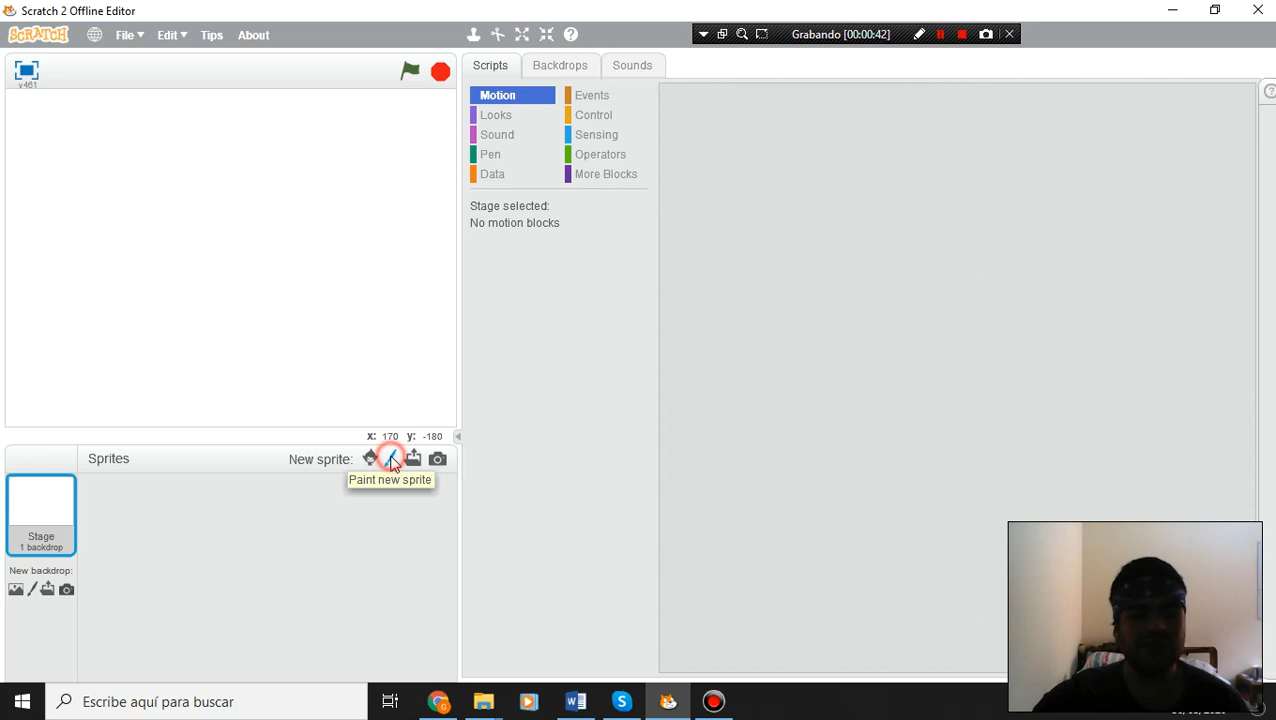 Scratch 2 Offline Editor
SCRATCH File Edit Tips About
Grabando [00:00:42]
v461
Scripts Backdrops Sounds
Motion Events
Looks Control
Sound Sensing
Pen Operators
Data More Blocks
Stage selected:
No motion blocks
x: 170 y: -180
Sprites New sprite:
Paint new sprite
Stage
1 backdrop
New backdrop:
Escribe aquí para buscar